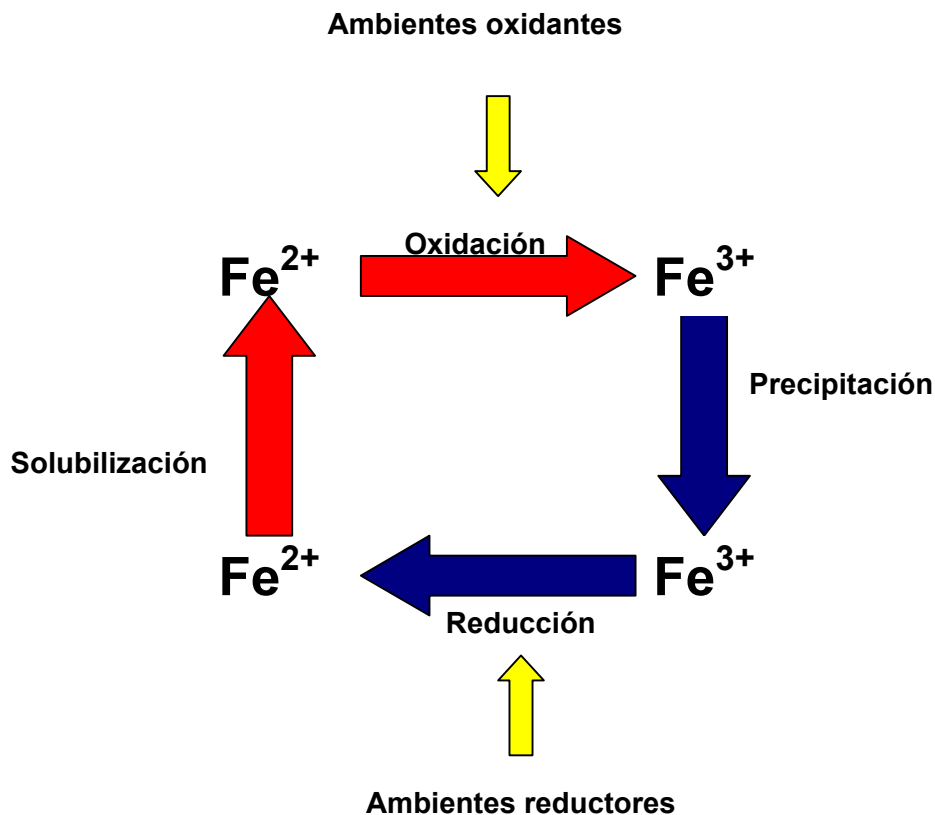 Ambientes oxidantes
Oxidación
Fe²⁺
Fe³⁺
Precipitación
Solubilización
Fe²⁺
Fe³⁺
Reducción
Ambientes reductores